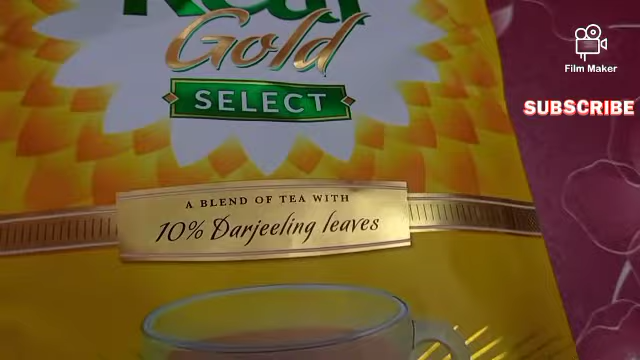 Gold
SELECT
A BLEND OF TEA WITH
10% Darjeeling leaves
Film Maker
SUBSCRIBE